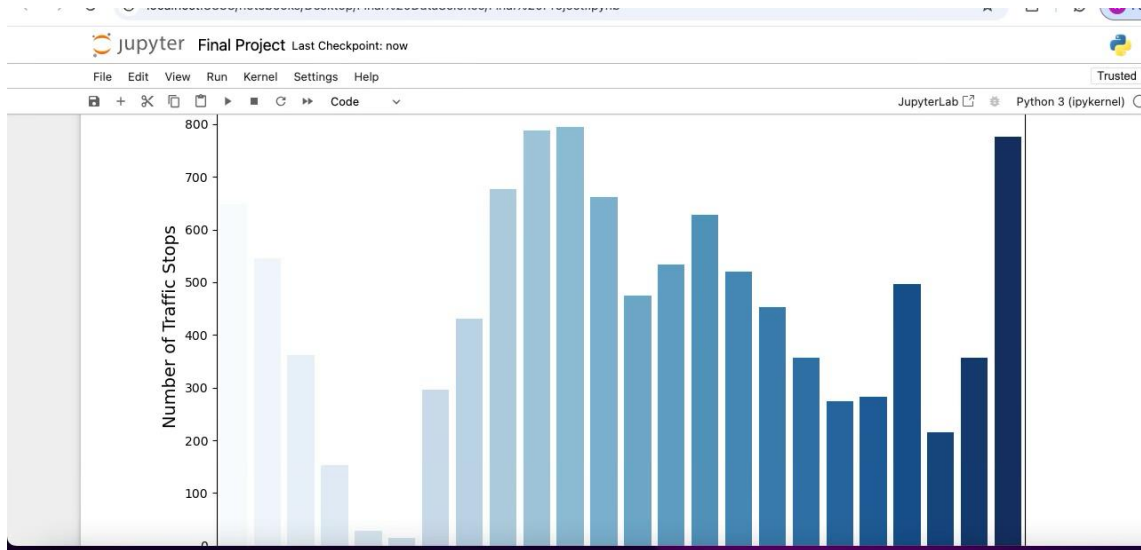 jupyter Final Project Last Checkpoint: now
File Edit View Run Kernel Settings Help
Trusted
Code
JupyterLab Python 3 (ipykernel)
800
700
600
500
400
300
200
100
Number of Traffic Stops